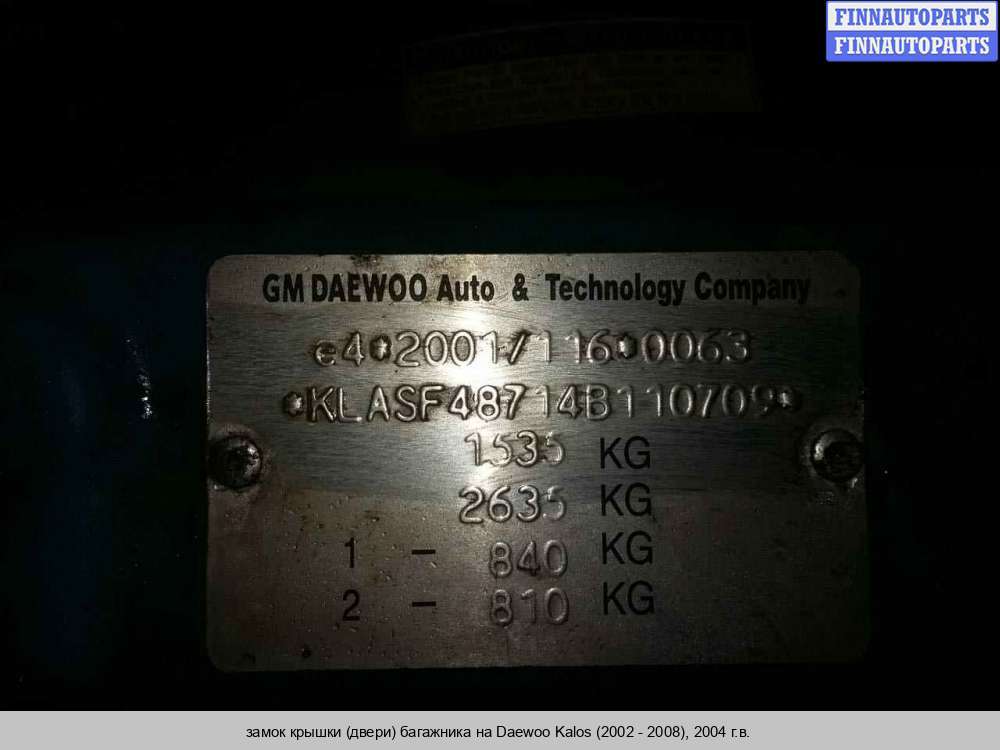 FINNAUTOPARTS
FINNAUTOPARTS
GM DAEWOO Auto & Technology Company
e4*2001/116*0063
*KLASF48714B110709*
1535 KG
2635 KG
1 - 840 KG
2 - 810 KG
замок крышки (двери) багажника на Daewoo Kalos (2002 - 2008), 2004 г.в.